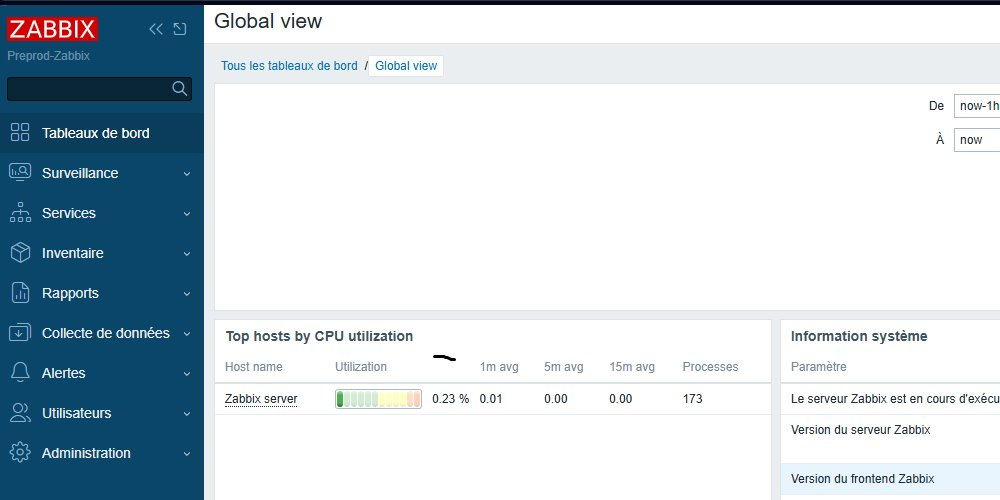 ZABBIX
Preprod-Zabbix
Tableaux de bord
Surveillance
Services
Inventaire
Rapports
Collecte de données
Alertes
Utilisateurs
Administration
Global view
Tous les tableaux de bord / Global view
De now-1h
À now
Top hosts by CPU utilization
Host name Utilization 1m avg 5m avg 15m avg Processes
Zabbix server 0.23 % 0.01 0.00 0.00 173
Information système
Paramètre
Le serveur Zabbix est en cours d'exécu
Version du serveur Zabbix
Version du frontend Zabbix